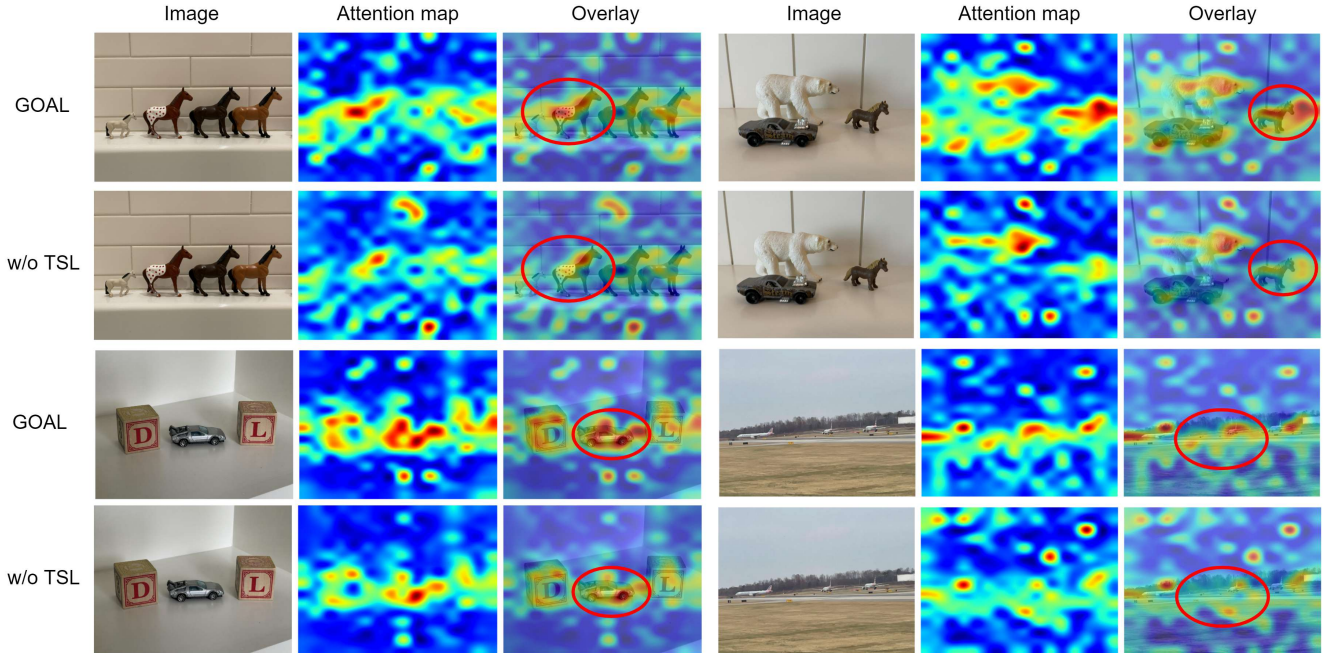 Image Attention map Overlay Image Attention map Overlay
GOAL
w/o TSL
GOAL
D L
w/o TSL
D L